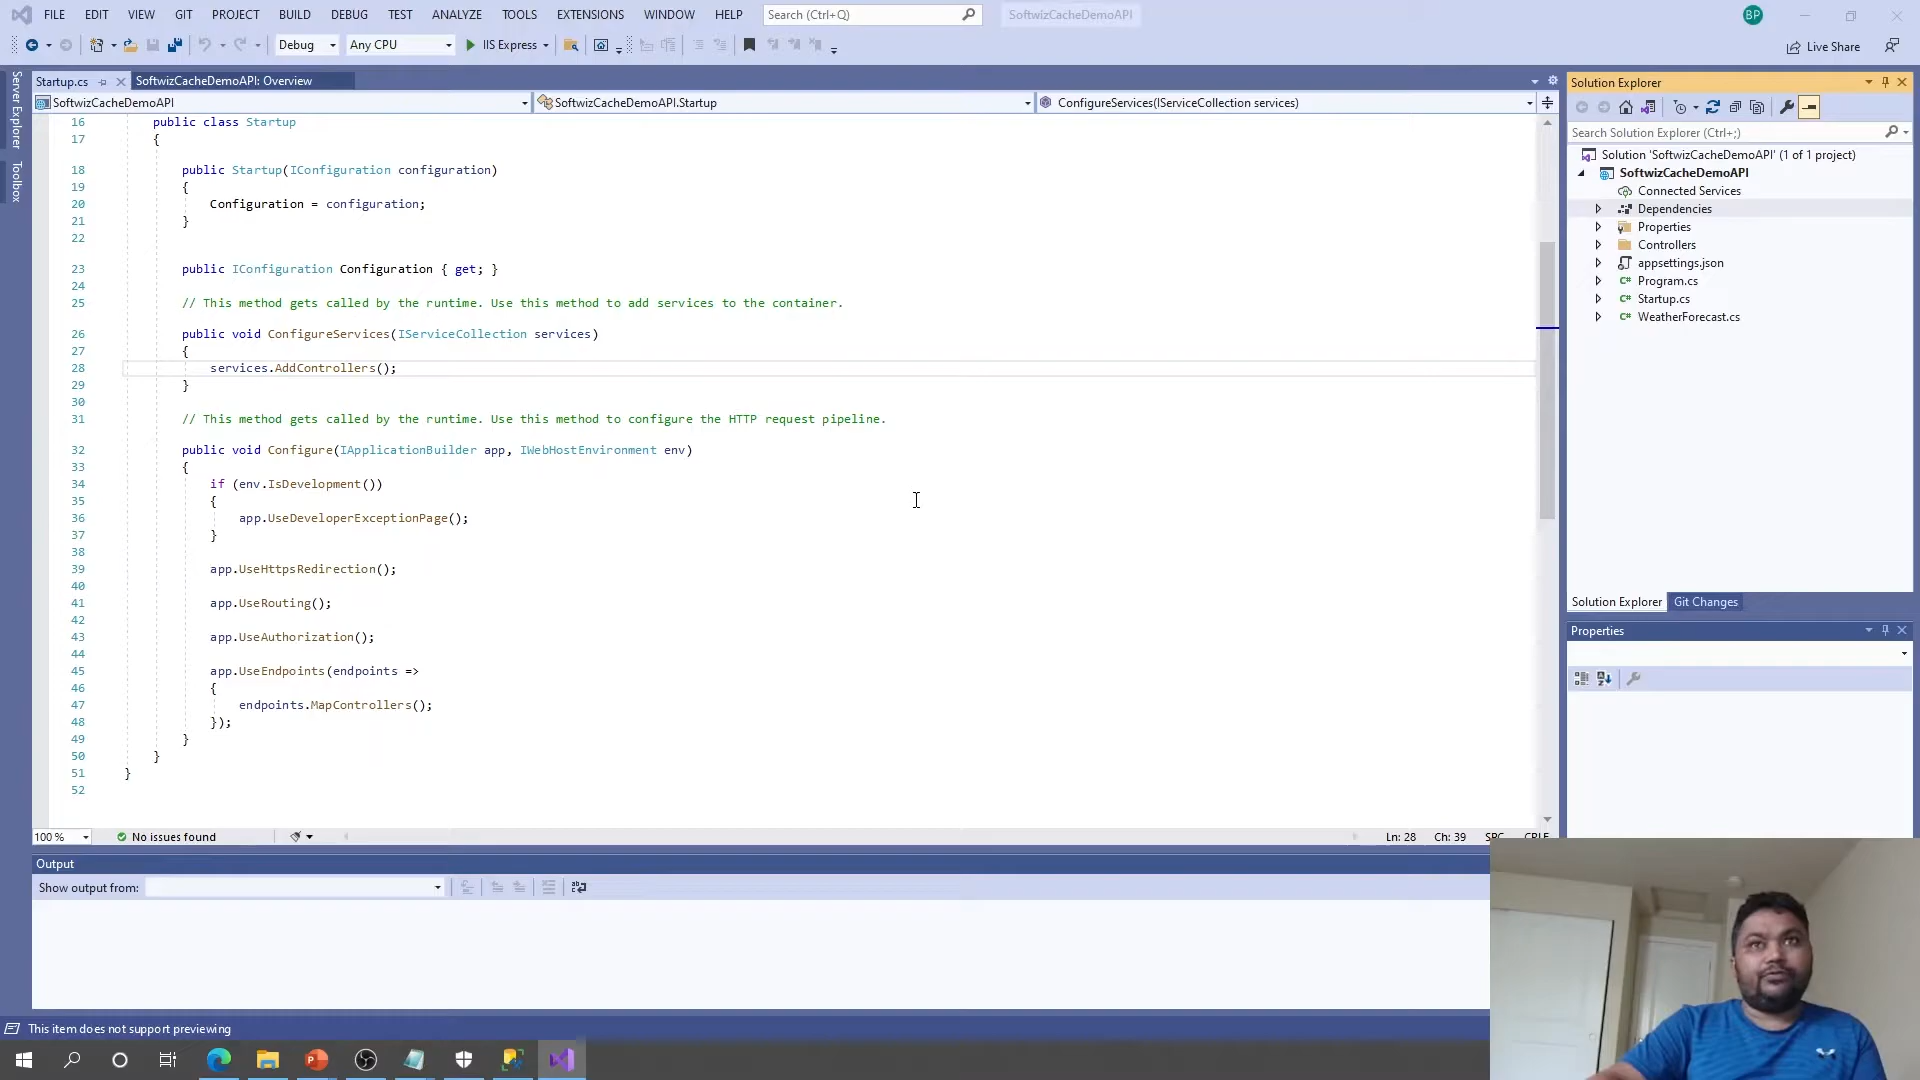 FILE EDIT VIEW GIT PROJECT BUILD DEBUG TEST ANALYZE TOOLS EXTENSIONS WINDOW HELP Search (Ctrl+Q) SoftwizCacheDemoAPI BP
Debug Any CPU IIS Express Live Share
Server Explorer
Toolbox
Startup.cs SoftwizCacheDemoAPI: Overview
SoftwizCacheDemoAPI SoftwizCacheDemoAPI.Startup ConfigureServices(IServiceCollection services)
16 public class Startup
17 {
18 public Startup(IConfiguration configuration)
19 {
20 Configuration = configuration;
21 }
22
23 public IConfiguration Configuration { get; }
24
25 // This method gets called by the runtime. Use this method to add services to the container.
26 public void ConfigureServices(IServiceCollection services)
27 {
28 services.AddControllers();
29 }
30
31 // This method gets called by the runtime. Use this method to configure the HTTP request pipeline.
32 public void Configure(IApplicationBuilder app, IWebHostEnvironment env)
33 {
34 if (env.IsDevelopment())
35 {
36 app.UseDeveloperExceptionPage();
37 }
38
39 app.UseHttpsRedirection();
40
41 app.UseRouting();
42
43 app.UseAuthorization();
44
45 app.UseEndpoints(endpoints =>
46 {
47 endpoints.MapControllers();
48 });
49 }
50 }
51 }
52
100 % No issues found Ln: 28 Ch: 39 SPC CRLF
Output
Show output from:
This item does not support previewing
Solution Explorer
Search Solution Explorer (Ctrl+;)
Solution 'SoftwizCacheDemoAPI' (1 of 1 project)
SoftwizCacheDemoAPI
Connected Services
Dependencies
Properties
Controllers
appsettings.json
Program.cs
Startup.cs
WeatherForecast.cs
Solution Explorer Git Changes
Properties